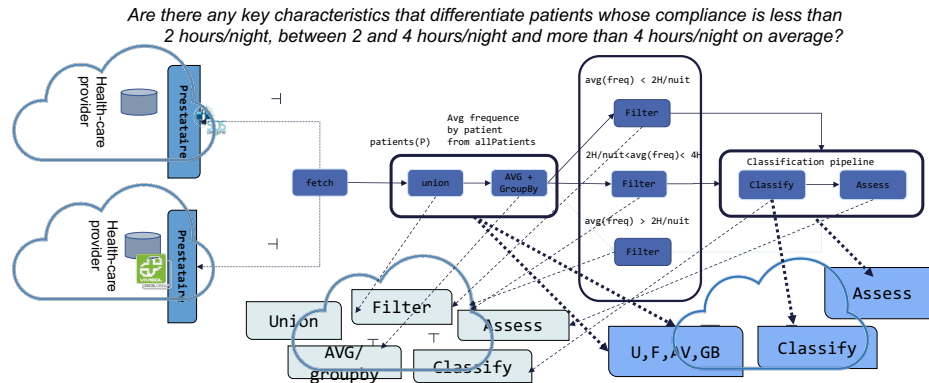 Are there any key characteristics that differentiate patients whose compliance is less than
2 hours/night, between 2 and 4 hours/night and more than 4 hours/night on average?
Health-care
provider
Prestataire
avg(freq) < 2H/nuit
Filter
Avg frequence
by patient
from allPatients
patients(P)
2H/nuit<avg(freq)< 4H
Classification pipeline
fetch
union
AVG +
GroupBy
Filter
Classify
Assess
avg(freq) > 2H/nuit
Filter
Health-care
provider
Prestataire
VIVISOL
Union
Filter
Assess
AVG/
groupby
Classify
U,F,AV,GB
Classify
Assess